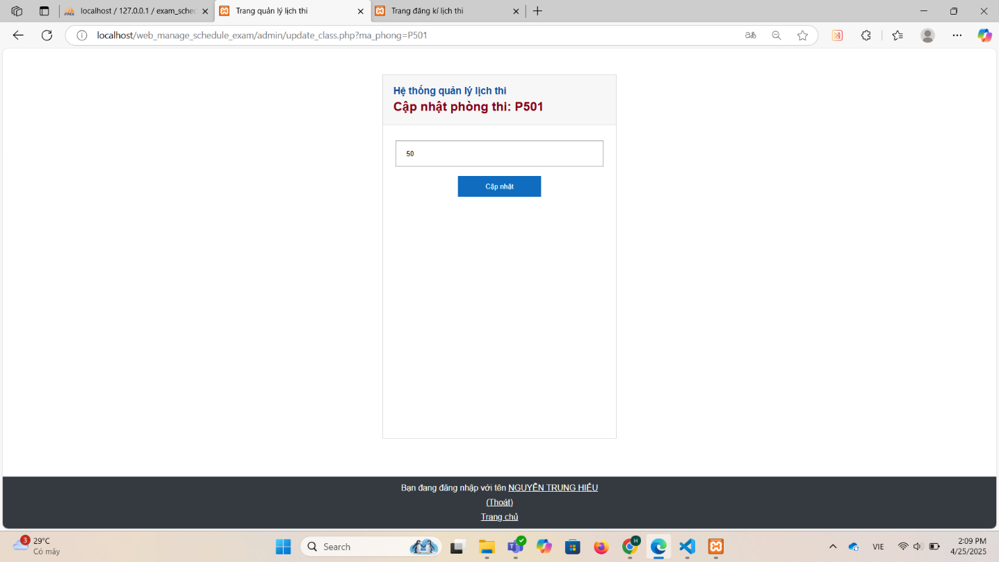 localhost / 127.0.0.1 / exam_sched
Trang quản lý lịch thi
Trang đăng kí lịch thi
localhost/web_manage_schedule_exam/admin/update_class.php?ma_phong=P501
Hệ thống quản lý lịch thi
Cập nhật phòng thi: P501
50
Cập nhật
Bạn đang đăng nhập với tên NGUYỄN TRUNG HIẾU
(Thoát)
Trang chủ
3
29°C
Có mây
Search
H
VIE
2:09 PM
4/25/2025